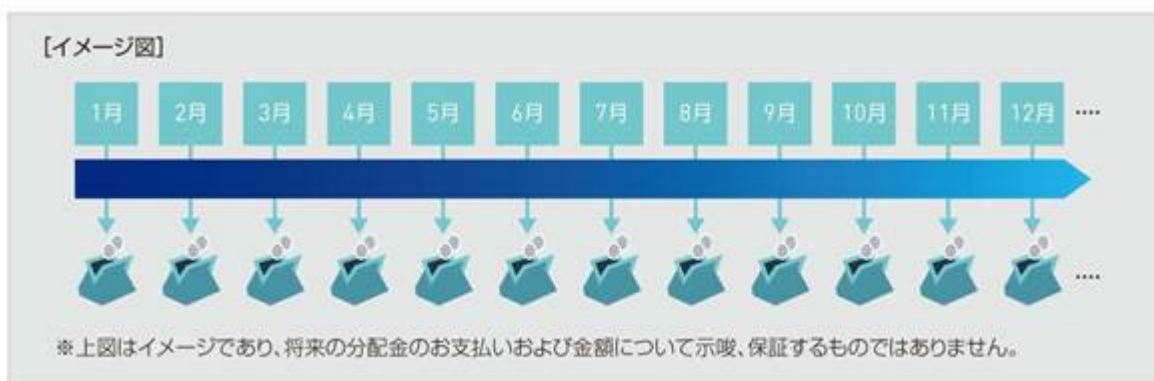 [イメージ図]
1月 2月 3月 4月 5月 6月 7月 8月 9月 10月 11月 12月 ‥‥
‥‥
※上図はイメージであり、将来の分配金のお支払いおよび金額について示唆、保証するものではありません。